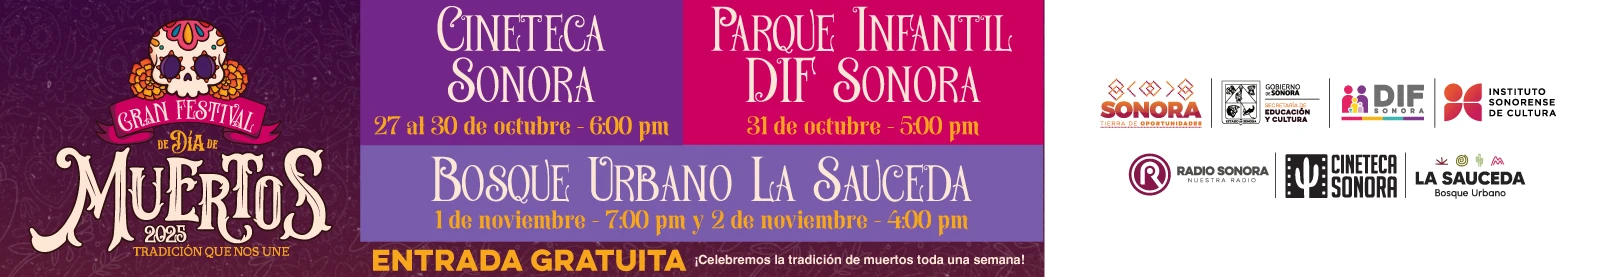 GRAN FESTIVAL
DE DÍA DE
MUERTOS
2025
TRADICIÓN QUE NOS UNE
CINETECA
SONORA
27 al 30 de octubre - 6:00 pm
PARQUE INFANTIL
DIF SONORA
31 de octubre - 5:00 pm
BOSQUE URBANO LA SAUCEDA
1 de noviembre - 7:00 pm y 2 de noviembre - 4:00 pm
ENTRADA GRATUITA ¡Celebremos la tradición de muertos toda una semana!
SONORA
TIERRA DE OPORTUNIDADES
ESTADO DE SONORA
GOBIERNO
DE SONORA
SECRETARÍA DE
EDUCACIÓN
Y CULTURA
DIF
SONORA
INSTITUTO
SONORENSE
DE CULTURA
R
RADIO SONORA
NUESTRA RADIO
CINETECA
SONORA
LA SAUCEDA
Bosque Urbano